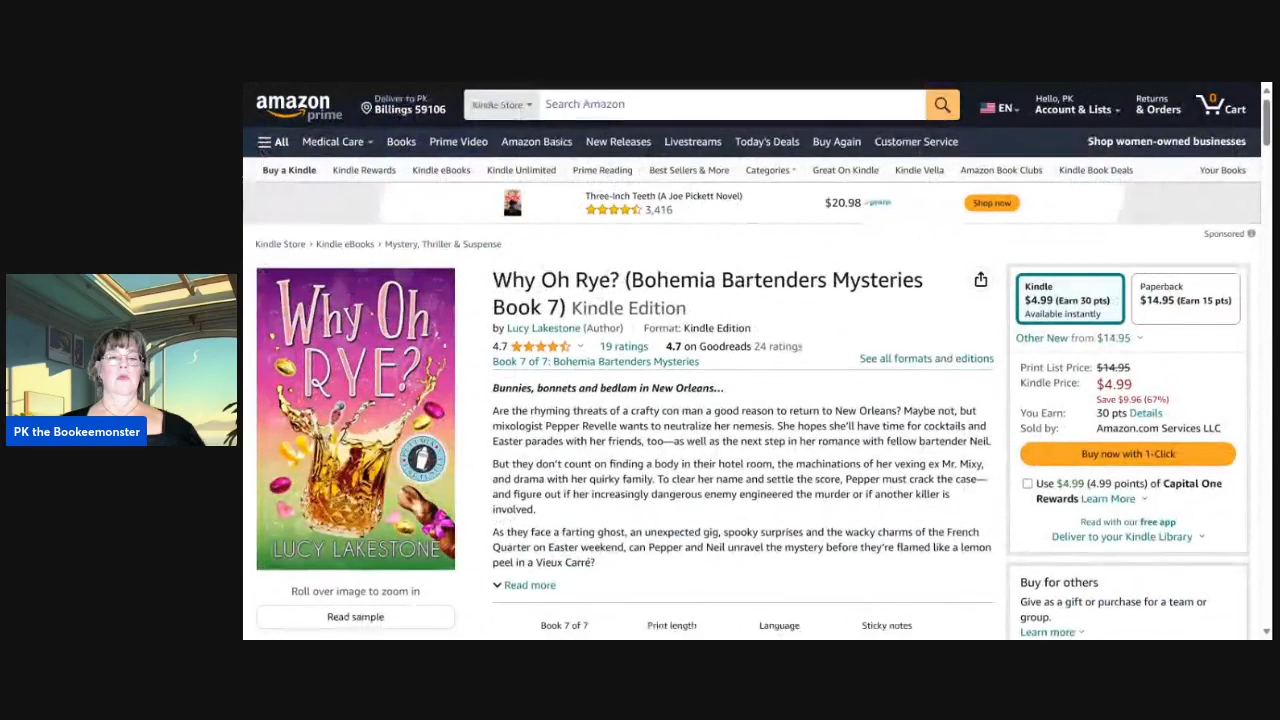 amazon
prime
Deliver to PK
Billings 59106
Kindle Store
Search Amazon
EN
Hello, PK
Account & Lists
Returns
& Orders
0
Cart
All
Medical Care
Books
Prime Video
Amazon Basics
New Releases
Livestreams
Today's Deals
Buy Again
Customer Service
Shop women-owned businesses
Buy a Kindle
Kindle Rewards
Kindle eBooks
Kindle Unlimited
Prime Reading
Best Sellers & More
Categories
Great On Kindle
Kindle Vella
Amazon Book Clubs
Kindle Book Deals
Your Books
Three-Inch Teeth (A Joe Pickett Novel)
3,416
$20.98
Shop now
Sponsored
Kindle Store › Kindle eBooks › Mystery, Thriller & Suspense
WHY OH,
RYE?
LUCY LAKESTONE
Roll over image to zoom in
Read sample
Why Oh Rye? (Bohemia Bartenders Mysteries
Book 7) Kindle Edition
by Lucy Lakestone (Author) Format: Kindle Edition
4.7 19 ratings 4.7 on Goodreads 24 ratings
Book 7 of 7: Bohemia Bartenders Mysteries
See all formats and editions
Bunnies, bonnets and bedlam in New Orleans...
Are the rhyming threats of a crafty con man a good reason to return to New Orleans? Maybe not, but
mixologist Pepper Revelle wants to neutralize her nemesis. She hopes she'll have time for cocktails and
Easter parades with her friends, too—as well as the next step in her romance with fellow bartender Neil.
But they don't count on finding a body in their hotel room, the machinations of her vexing ex Mr. Mixy,
and drama with her quirky family. To clear her name and settle the score, Pepper must crack the case—
and figure out if her increasingly dangerous enemy engineered the murder or if another killer is
involved.
As they face a farting ghost, an unexpected gig, spooky surprises and the wacky charms of the French
Quarter on Easter weekend, can Pepper and Neil unravel the mystery before they're flamed like a lemon
peel in a Vieux Carré?
Read more
Book 7 of 7
Print length
Language
Sticky notes
Kindle
$4.99 (Earn 30 pts)
Available instantly
Paperback
$14.95 (Earn 15 pts)
Other New from $14.95
Print List Price: $14.95
Kindle Price: $4.99
Save $9.96 (67%)
You Earn: 30 pts Details
Sold by: Amazon.com Services LLC
Buy now with 1-Click
Use $4.99 (4.99 points) of Capital One
Rewards Learn More
Read with our free app
Deliver to your Kindle Library
Buy for others
Give as a gift or purchase for a team or
group.
Learn more
PK the Bookeemonster